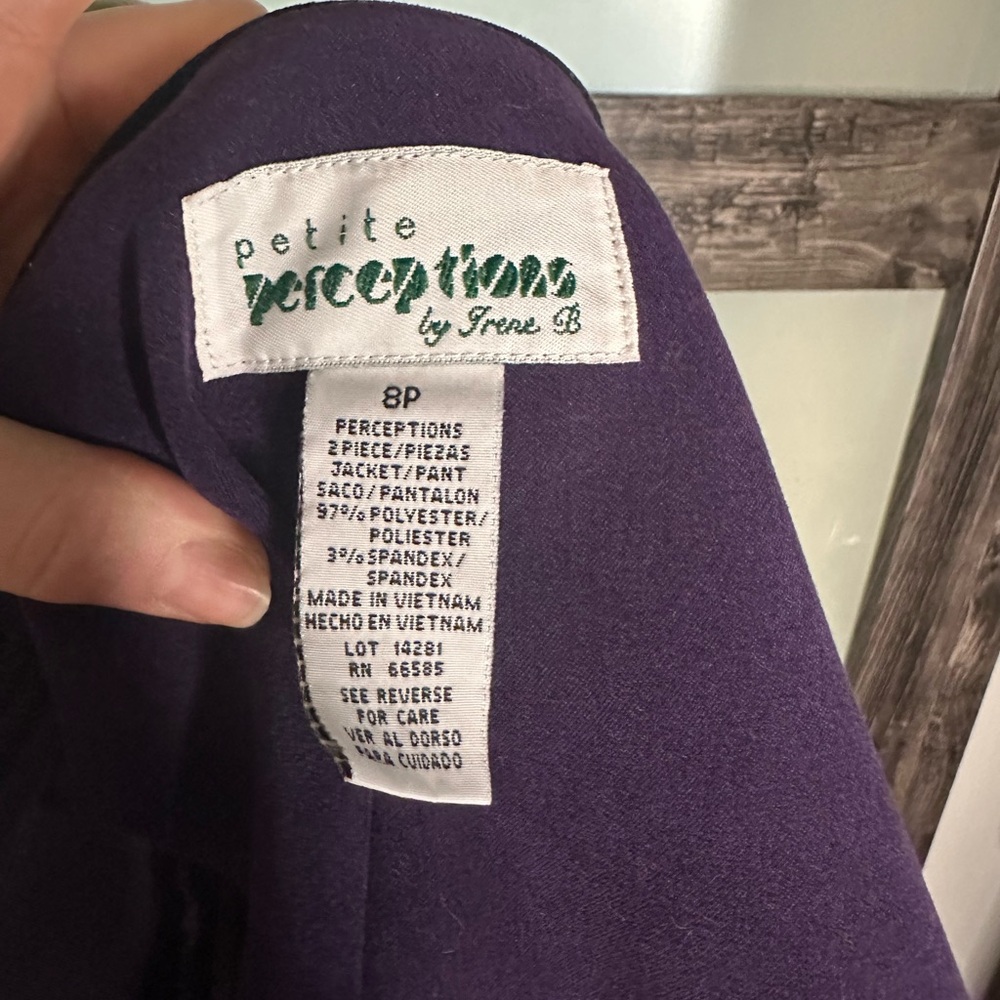 petite
perceptions
by Irene B
8P
PERCEPTIONS
2 PIECE/PIEZAS
JACKET/PANT
SACO/PANTALON
97% POLYESTER/
POLIESTER
3% SPANDEX/
SPANDEX
MADE IN VIETNAM
HECHO EN VIETNAM
LOT 14281
RN 66585
SEE REVERSE
FOR CARE
VER AL DORSO
PARA CUIDADO